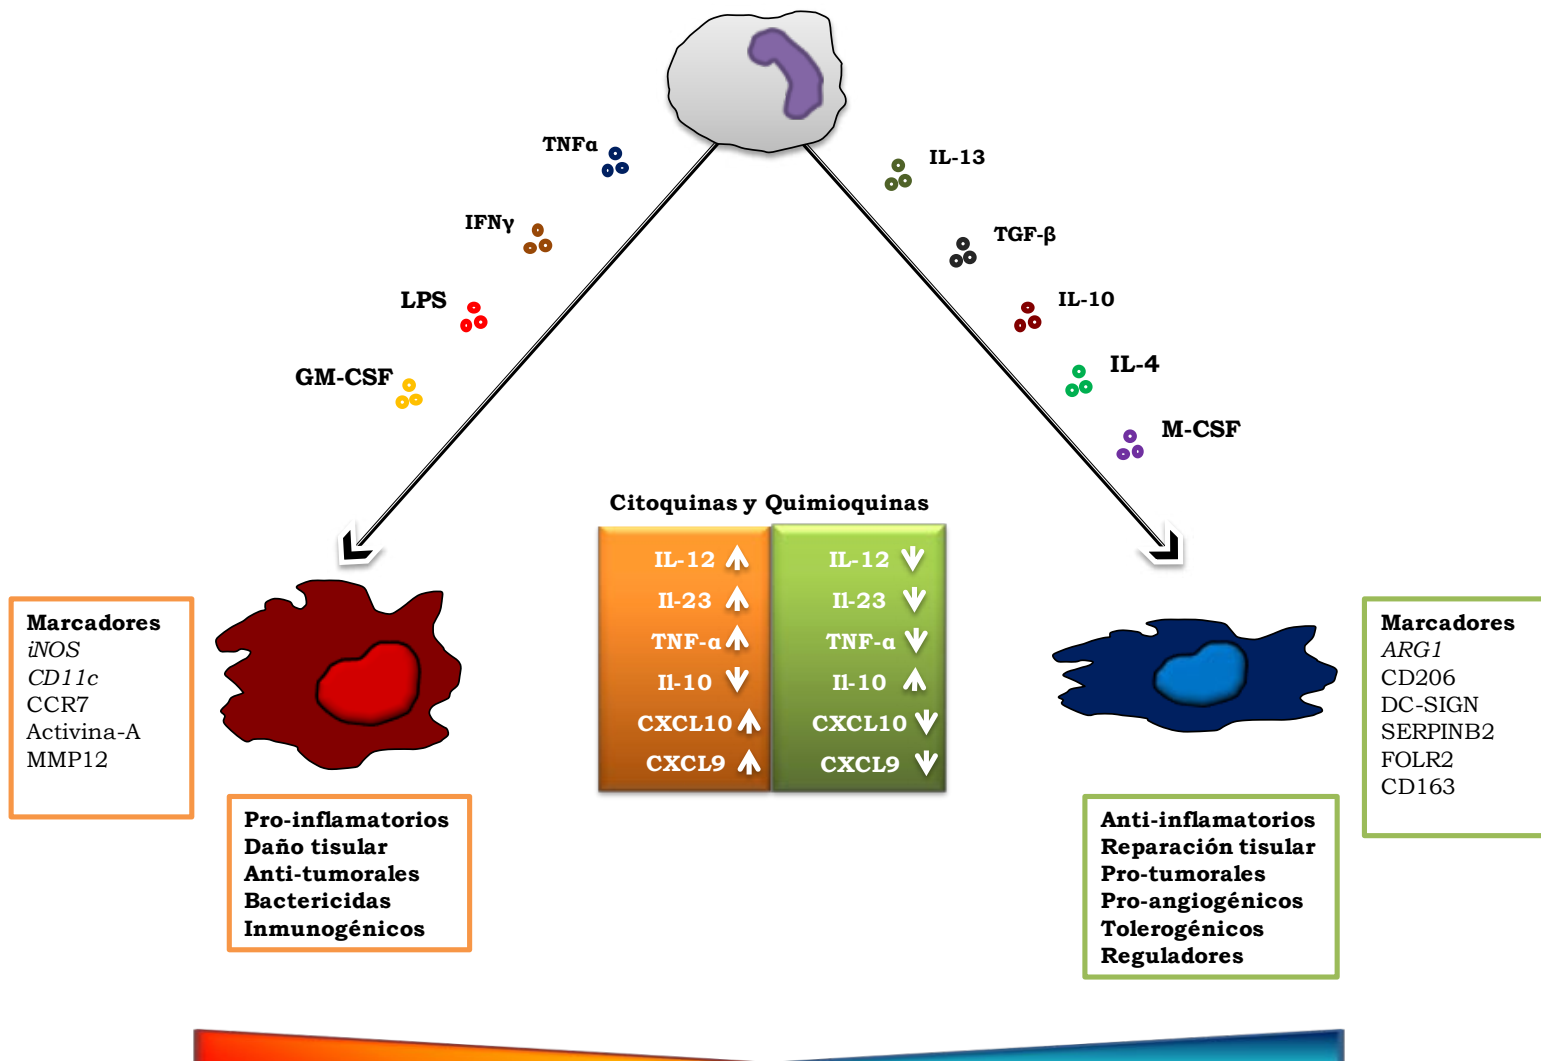 TNFα
IL-13
IFNγ
TGF-β
LPS
IL-10
GM-CSF
IL-4
M-CSF
Citoquinas y Quimioquinas
IL-12
Il-23
TNF-α
Il-10
CXCL10
CXCL9
IL-12
Il-23
TNF-α
Il-10
CXCL10
CXCL9
Marcadores
iNOS
CD11c
CCR7
Activina-A
MMP12
Pro-inflamatorios
Daño tisular
Anti-tumorales
Bactericidas
Inmunogénicos
Marcadores
ARG1
CD206
DC-SIGN
SERPINB2
FOLR2
CD163
Anti-inflamatorios
Reparación tisular
Pro-tumorales
Pro-angiogénicos
Tolerogénicos
Reguladores